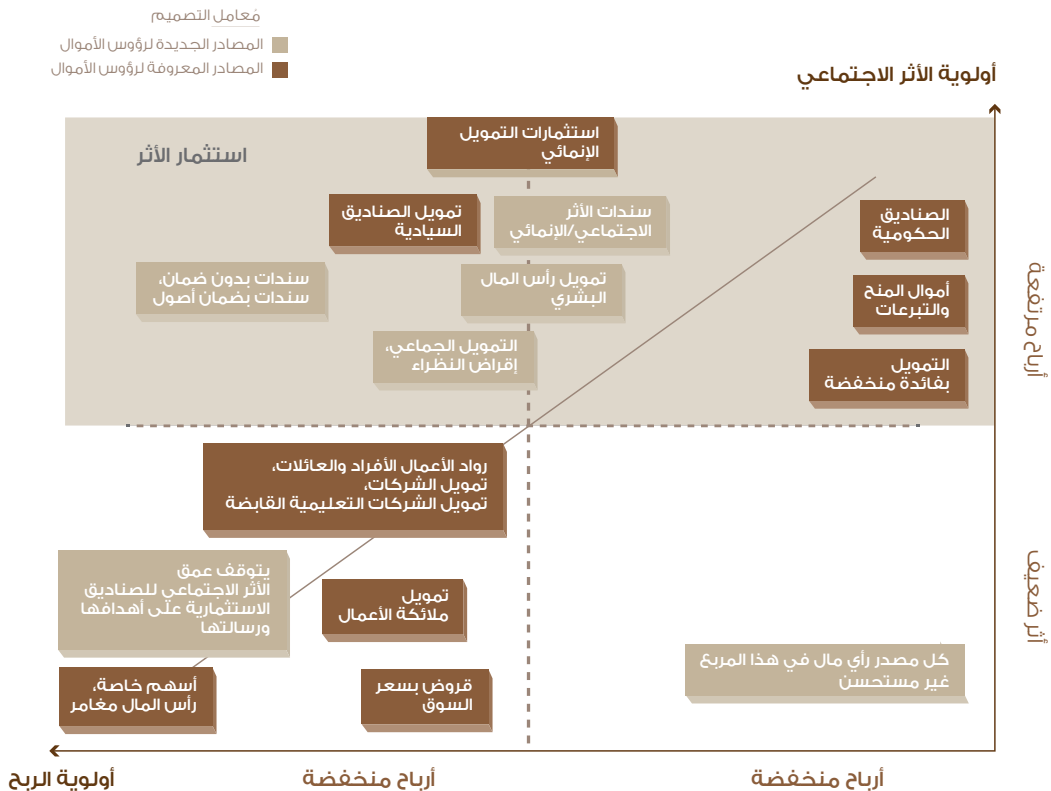 مُعامل التصميم
المصادر الجديدة لرؤوس الأموال
المصادر المعروفة لرؤوس الأموال
أولوية الأثر الاجتماعي
استثمار الأثر
استثمارات التمويل
الإنمائي
الصناديق
الحكومية
سندات الأثر
الاجتماعي/الإنمائي
تمويل الصناديق
السيادية
أموال المنح
والتبرعات
تمويل رأس المال
البشري
سندات بدون ضمان،
سندات بضمان أصول
التمويل
بفائدة منخفضة
التمويل الجماعي،
إقراض النظراء
أرباح مرتفعة
رواد الأعمال الأفراد والعائلات،
تمويل الشركات،
تمويل الشركات التعليمية القابضة
يتوقف عمق
الأثر الاجتماعي للصناديق
الاستثمارية على أهدافها
ورسالتها
تمويل
ملائكة الأعمال
أثر ضعيف
كل مصدر رأي مال في هذا المربع
غير مستحسن
قروض بسعر
السوق
أسهم خاصة،
رأس المال مغامر
أرباح منخفضة
أرباح منخفضة
أولوية الربح